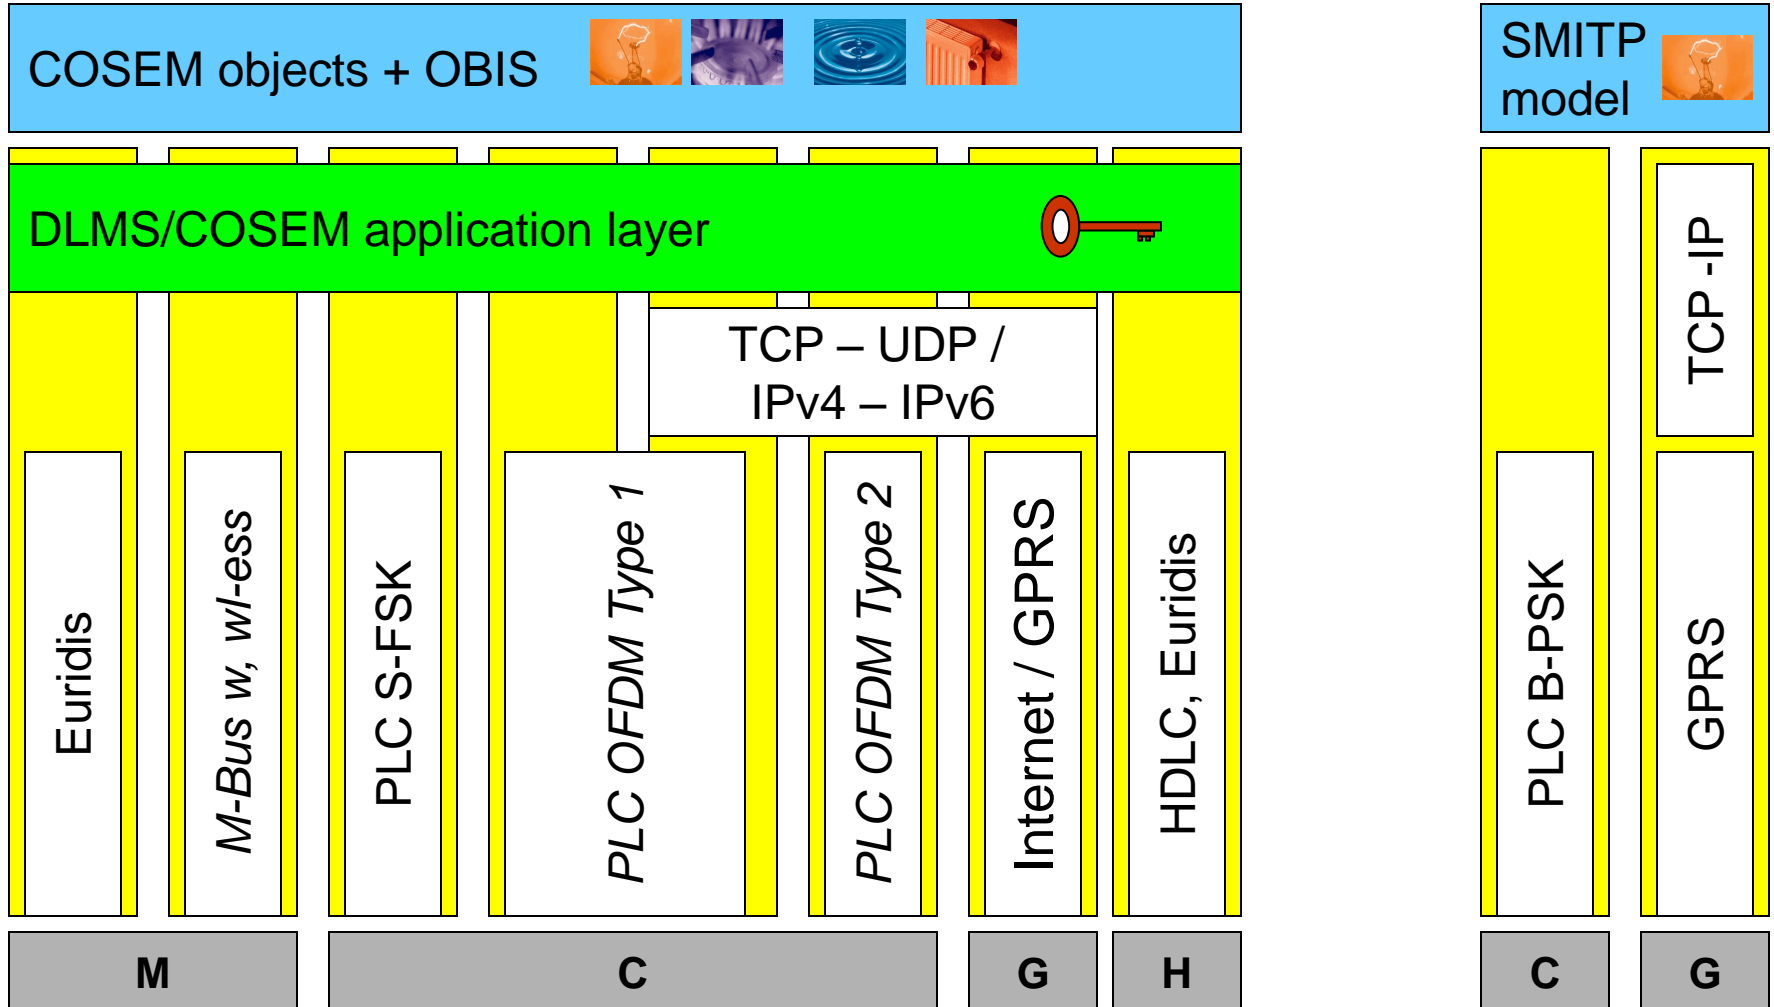 COSEM objects + OBIS
SMITP
model
DLMS/COSEM application layer
TCP – UDP /
IPv4 – IPv6
TCP -IP
Euridis
M-Bus w, wl-ess
PLC S-FSK
PLC OFDM Type 1
PLC OFDM Type 2
Internet / GPRS
HDLC, Euridis
PLC B-PSK
GPRS
M
C
G
H
C
G